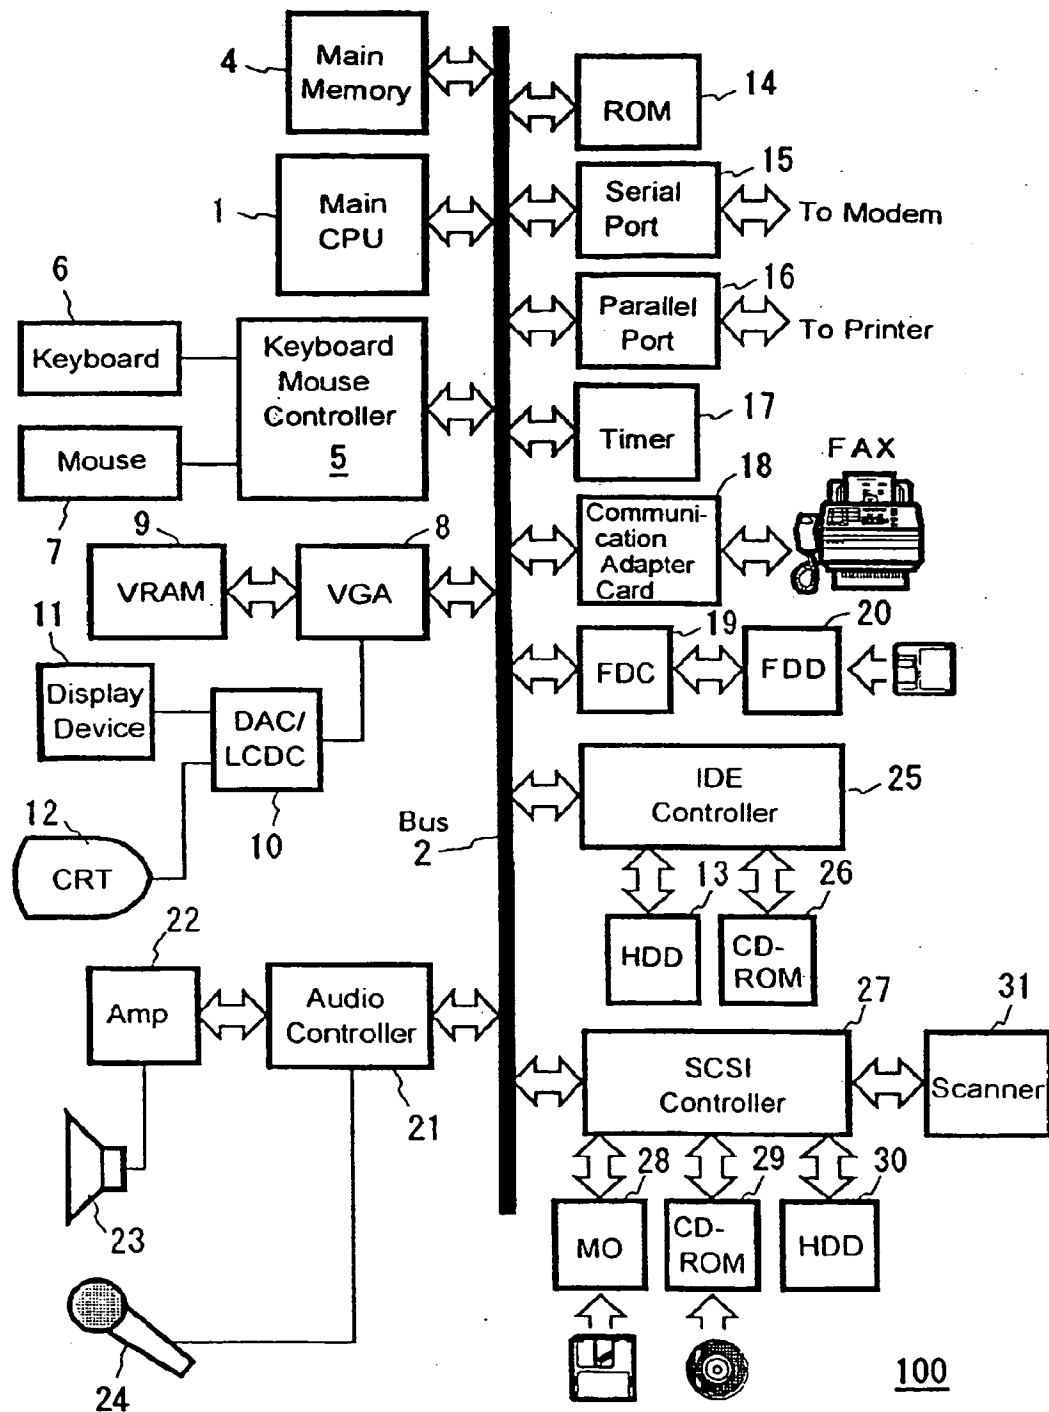 4
Main
Memory
14
ROM
1
Main
CPU
15
Serial
Port
To Modem
16
Parallel
Port
To Printer
6
Keyboard
Keyboard
Mouse
Controller
5
Mouse
7
17
Timer
FAX
18
Communi-
cation
Adapter
Card
9
VRAM
8
VGA
11
Display
Device
DAC/
LCDC
10
19
FDC
20
FDD
12
CRT
Bus
2
IDE
Controller
25
13
HDD
26
CD-
ROM
22
Amp
Audio
Controller
21
27
SCSI
Controller
31
Scanner
23
28
MO
29
CD-
ROM
30
HDD
24
100